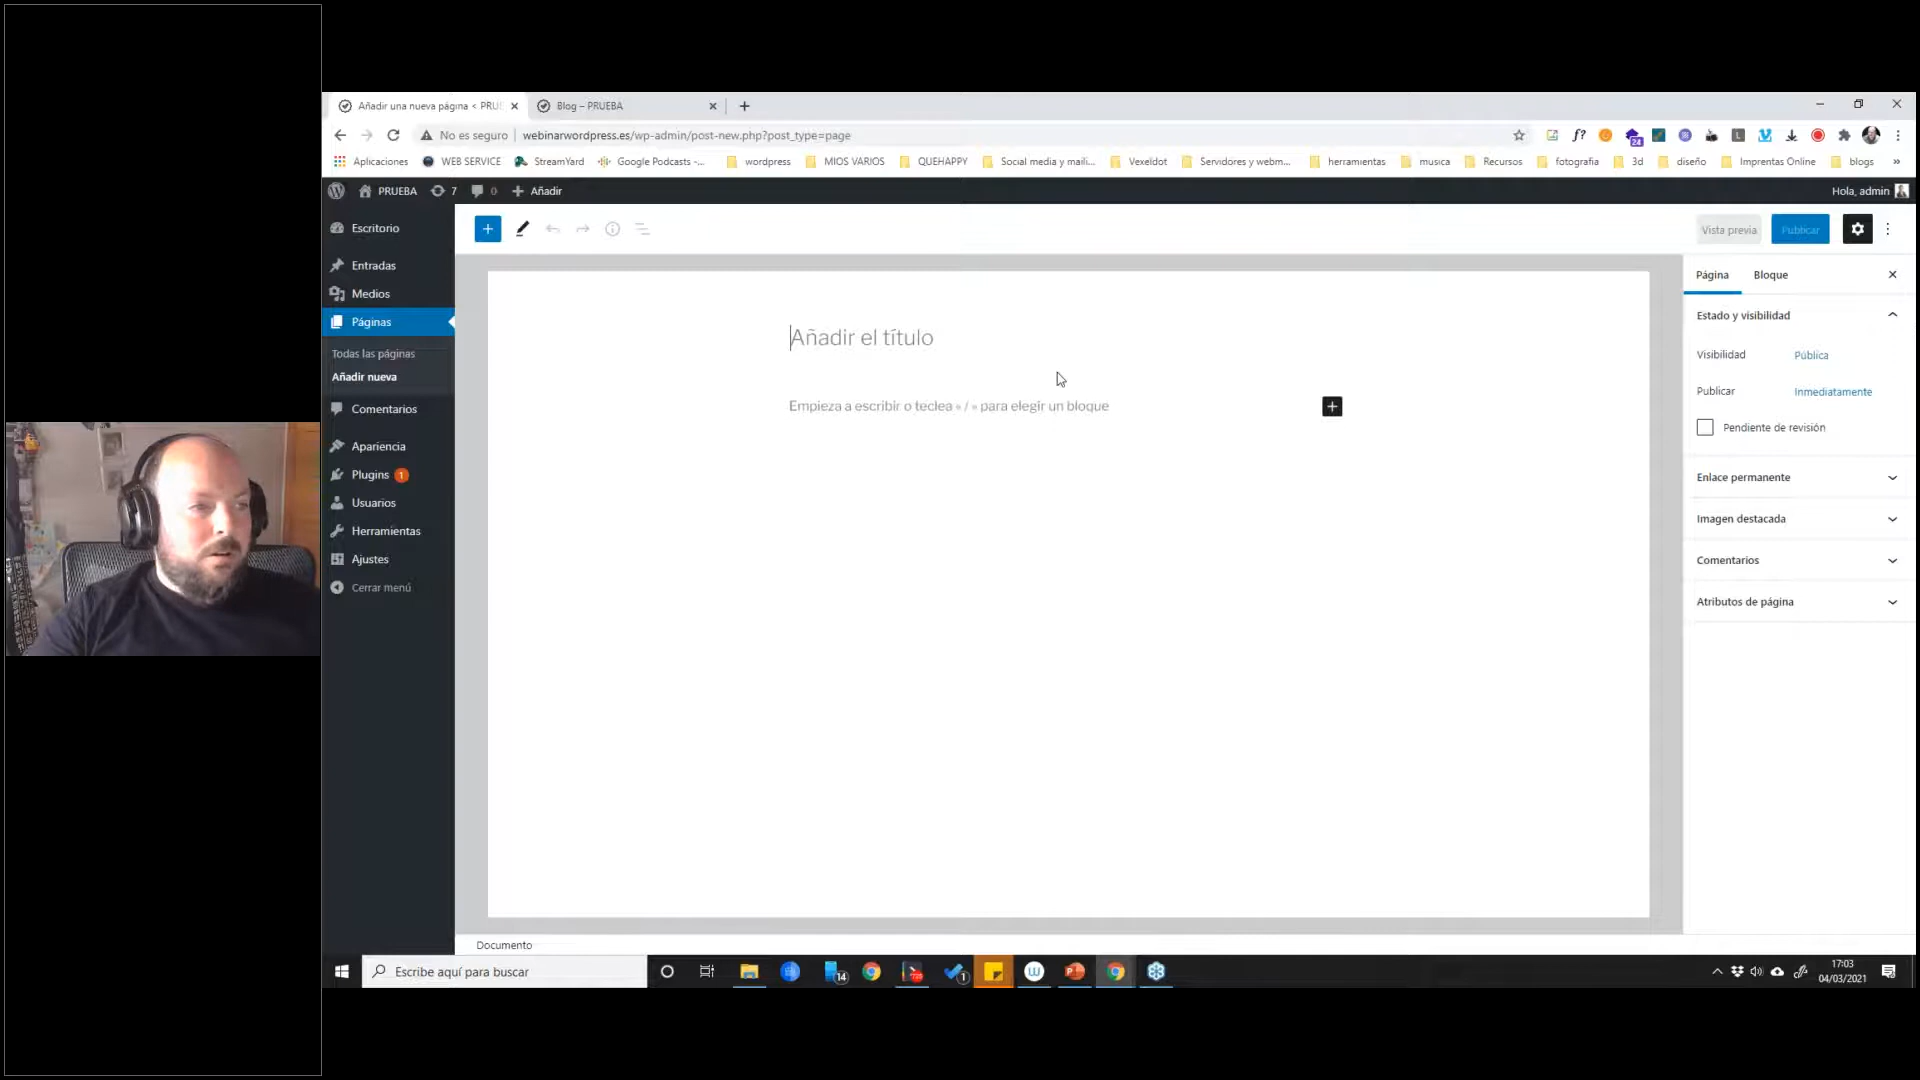 Añadir una nueva página < PRU
Blog – PRUEBA
No es seguro
webinarwordpress.es/wp-admin/post-new.php?post_type=page
f?
24
L
Aplicaciones
WEB SERVICE
StreamYard
Google Podcasts -...
wordpress
MIOS VARIOS
QUEHAPPY
Social media y maili...
Vexeldot
Servidores y webm...
herramientas
musica
Recursos
fotografia
3d
diseño
Imprentas Online
blogs
»
PRUEBA
7
0
Añadir
Hola, admin
Escritorio
Entradas
Medios
Páginas
Todas las páginas
Añadir nueva
Comentarios
Apariencia
Plugins 1
Usuarios
Herramientas
Ajustes
Cerrar menú
Vista previa
Publicar
Añadir el título
Empieza a escribir o teclea « / » para elegir un bloque
Documento
Página
Bloque
Estado y visibilidad
Visibilidad
Pública
Publicar
Inmediatamente
Pendiente de revisión
Enlace permanente
Imagen destacada
Comentarios
Atributos de página
Escribe aquí para buscar
14
1
17:03
04/03/2021